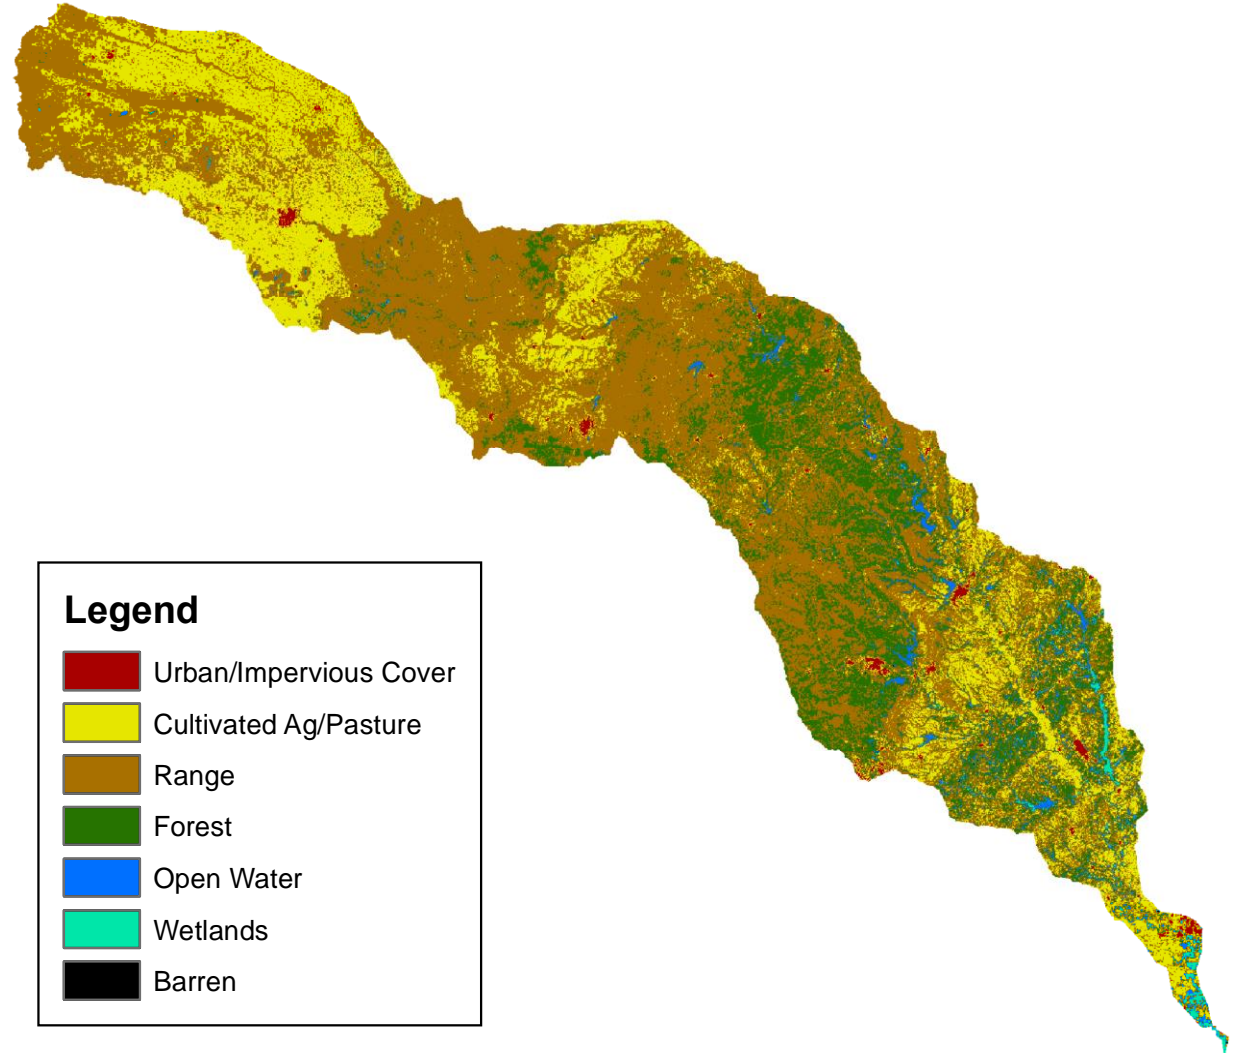 Legend
Urban/Impervious Cover
Cultivated Ag/Pasture
Range
Forest
Open Water
Wetlands
Barren